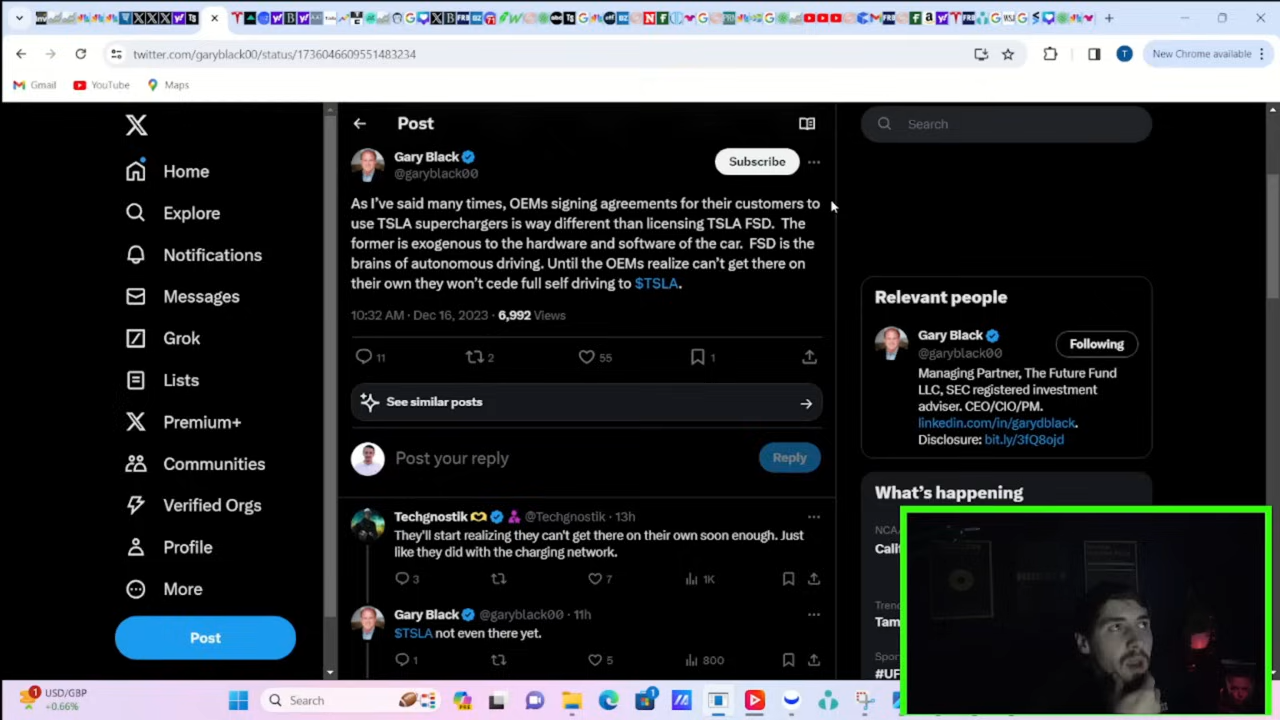 twitter.com/garyblack00/status/1736046609551483234
New Chrome available
Gmail
YouTube
Maps
Home
Explore
Notifications
Messages
Grok
Lists
Premium+
Communities
Verified Orgs
Profile
More
Post
Post
Gary Black
@garyblack00
Subscribe
As I've said many times, OEMs signing agreements for their customers to
use TSLA superchargers is way different than licensing TSLA FSD. The
former is exogenous to the hardware and software of the car. FSD is the
brains of autonomous driving. Until the OEMs realize can't get there on
their own they won't cede full self driving to $TSLA.
10:32 AM · Dec 16, 2023 · 6,992 Views
11
2
55
1
See similar posts
Post your reply
Reply
Techgnostik @Techgnostik · 13h
They'll start realizing they can't get there on their own soon enough. Just
like they did with the charging network.
3
7
1K
Gary Black @garyblack00 · 11h
$TSLA not even there yet.
1
5
800
Search
Relevant people
Gary Black
@garyblack00
Following
Managing Partner, The Future Fund
LLC, SEC registered investment
adviser. CEO/CIO/PM.
linkedin.com/in/garydblack.
Disclosure: bit.ly/3fQ8ojd
What's happening
1
USD/GBP
+0.66%
Search
1